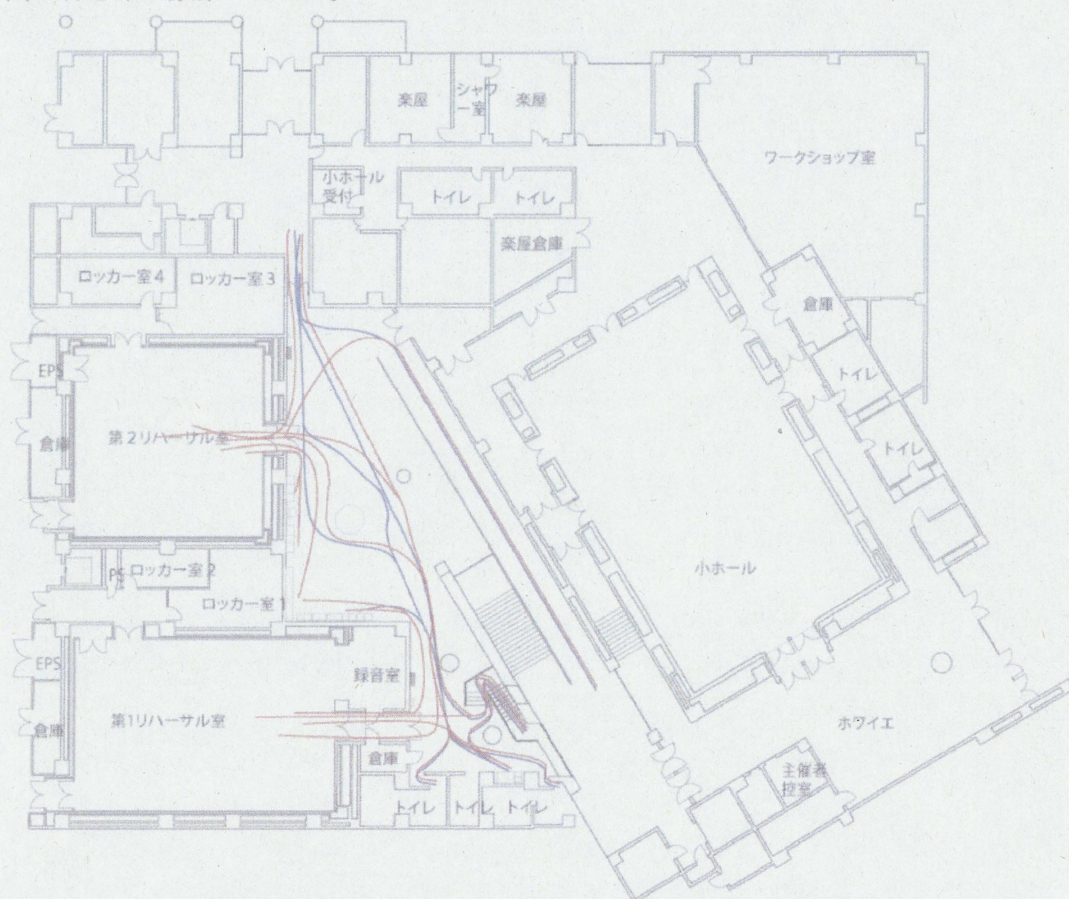 楽屋
シャワ
ー室
楽屋
ワークショップ室
小ホール
受付
トイレ
トイレ
楽屋倉庫
ロッカー室4
ロッカー室3
倉庫
EPS
トイレ
倉庫
第2リハーサル室
トイレ
PS
ロッカー室2
小ホール
ロッカー室1
EPS
録音室
倉庫
第1リハーサル室
ホワイエ
倉庫
主催者
控室
トイレ
トイレ
トイレ